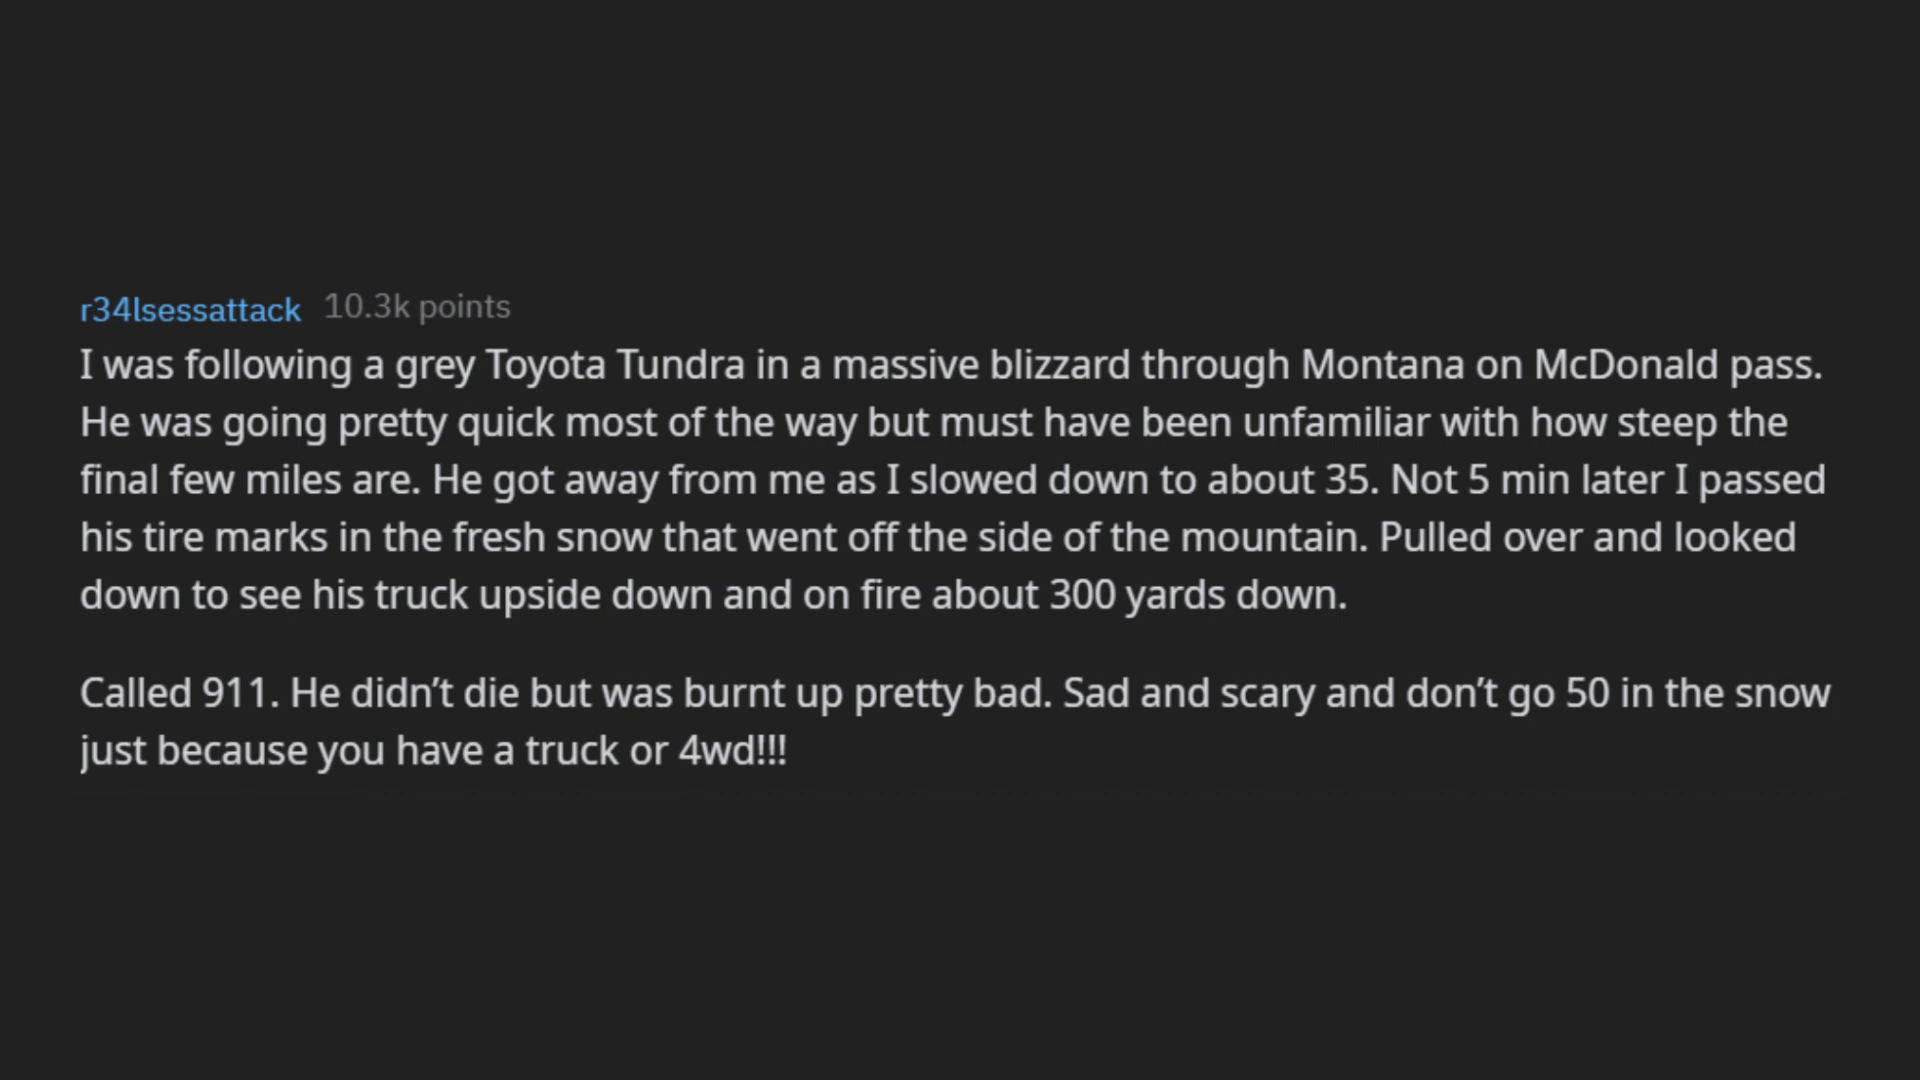 r34lsessattack 10.3k points
I was following a grey Toyota Tundra in a massive blizzard through Montana on McDonald pass.
He was going pretty quick most of the way but must have been unfamiliar with how steep the
final few miles are. He got away from me as I slowed down to about 35. Not 5 min later I passed
his tire marks in the fresh snow that went off the side of the mountain. Pulled over and looked
down to see his truck upside down and on fire about 300 yards down.
Called 911. He didn’t die but was burnt up pretty bad. Sad and scary and don’t go 50 in the snow
just because you have a truck or 4wd!!!